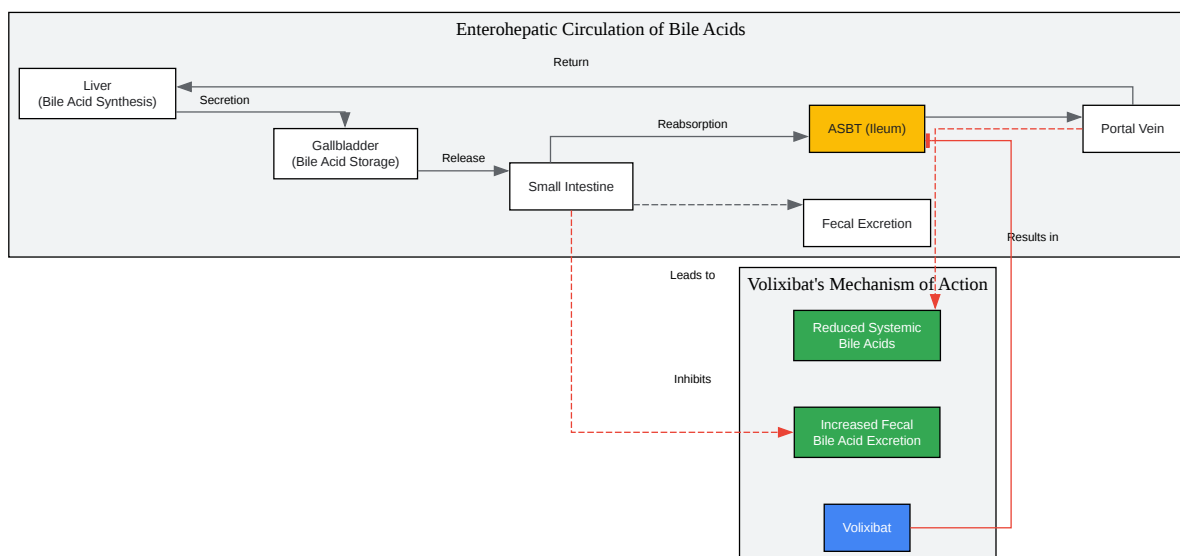 Enterohepatic Circulation of Bile Acids
Return
Liver
(Bile Acid Synthesis)
Secretion
Gallbladder
(Bile Acid Storage)
Release
Small Intestine
Reabsorption
ASBT (Ileum)
Portal Vein
Fecal Excretion
Results in
Leads to
Volixibat's Mechanism of Action
Reduced Systemic
Bile Acids
Inhibits
Increased Fecal
Bile Acid Excretion
Volixibat